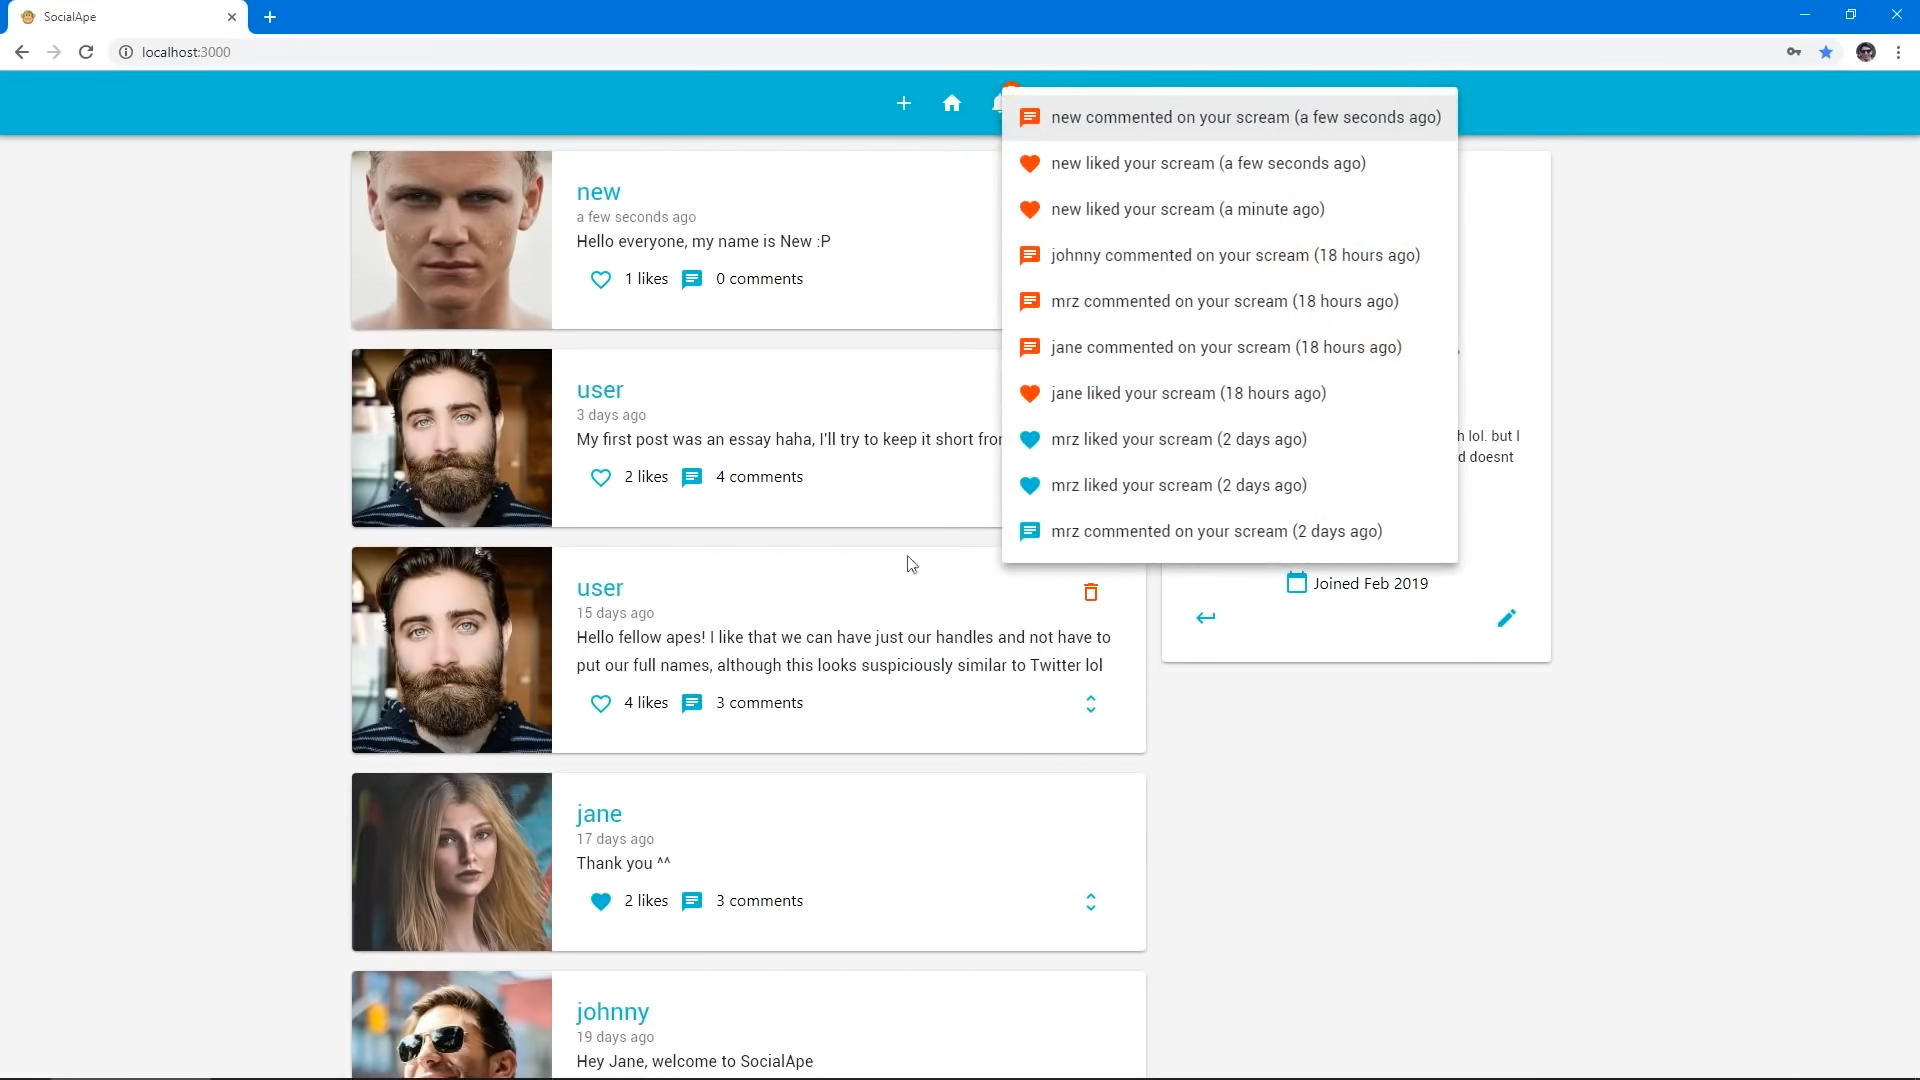 SocialApe
localhost:3000
new commented on your scream (a few seconds ago)
new liked your scream (a few seconds ago)
new liked your scream (a minute ago)
johnny commented on your scream (18 hours ago)
mrz commented on your scream (18 hours ago)
jane commented on your scream (18 hours ago)
jane liked your scream (18 hours ago)
mrz liked your scream (2 days ago)
mrz liked your scream (2 days ago)
mrz commented on your scream (2 days ago)
new
a few seconds ago
Hello everyone, my name is New :P
1 likes 0 comments
user
3 days ago
My first post was an essay haha, I'll try to keep it short
2 likes 4 comments
user
15 days ago
Hello fellow apes! I like that we can have just our handles and not have to
put our full names, although this looks suspiciously similar to Twitter lol
4 likes 3 comments
jane
17 days ago
Thank you ^^
2 likes 3 comments
johnny
19 days ago
Hey Jane, welcome to SocialApe
lol. but I
doesnt
Joined Feb 2019